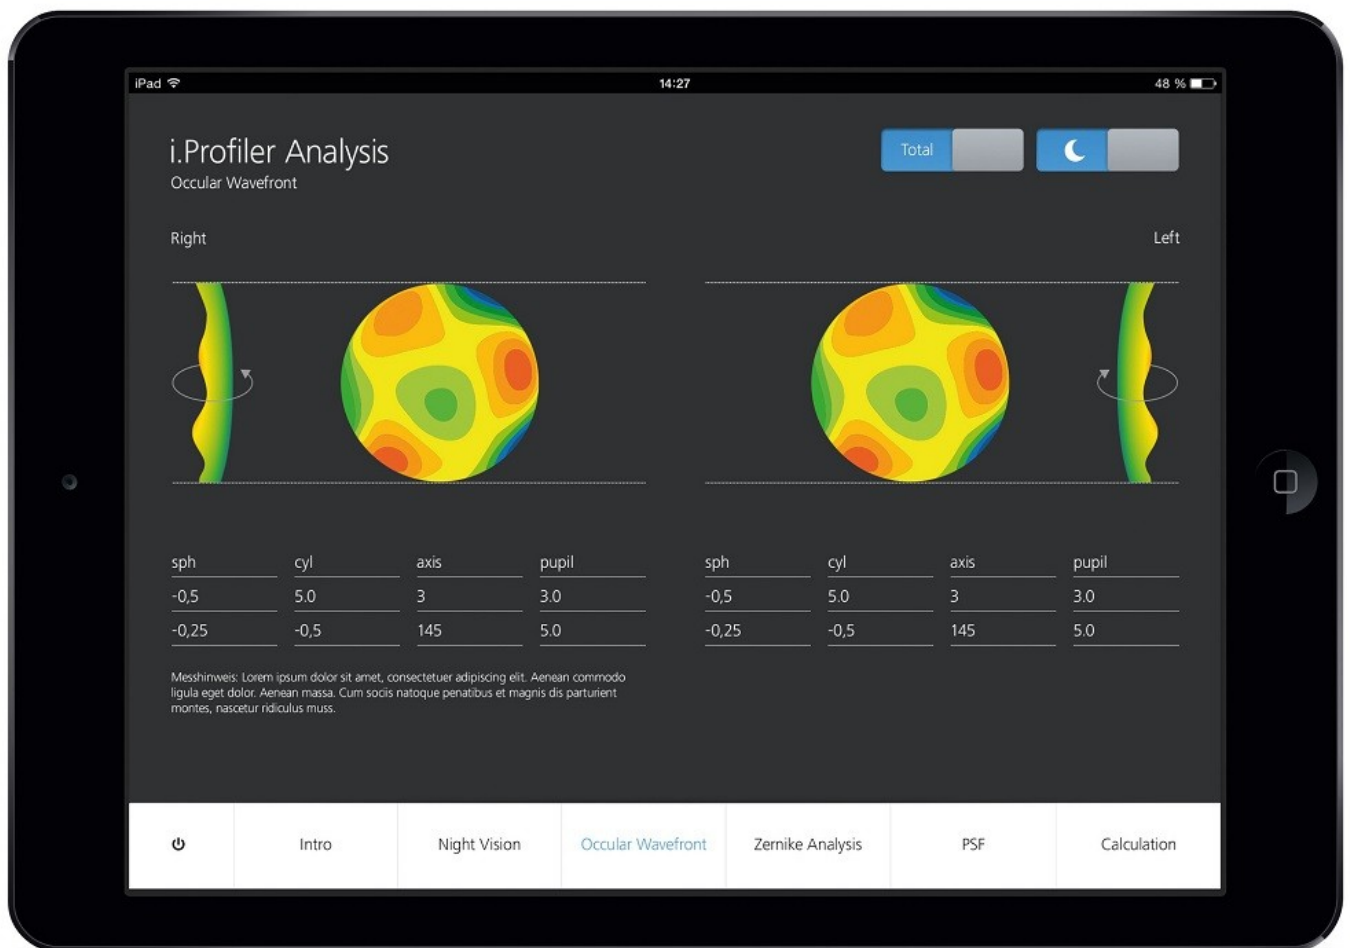 iPad 14:27 48 %
i.Profiler Analysis
Occular Wavefront
Total
Right Left
sph cyl axis pupil sph cyl axis pupil
-0,5 5.0 3 3.0 -0,5 5.0 3 3.0
-0,25 -0,5 145 5.0 -0,25 -0,5 145 5.0
Messhinweis: Lorem ipsum dolor sit amet, consectetuer adipiscing elit. Aenean commodo
ligula eget dolor. Aenean massa. Cum sociis natoque penatibus et magnis dis parturient
montes, nascetur ridiculus muss.
Intro Night Vision Occular Wavefront Zernike Analysis PSF Calculation